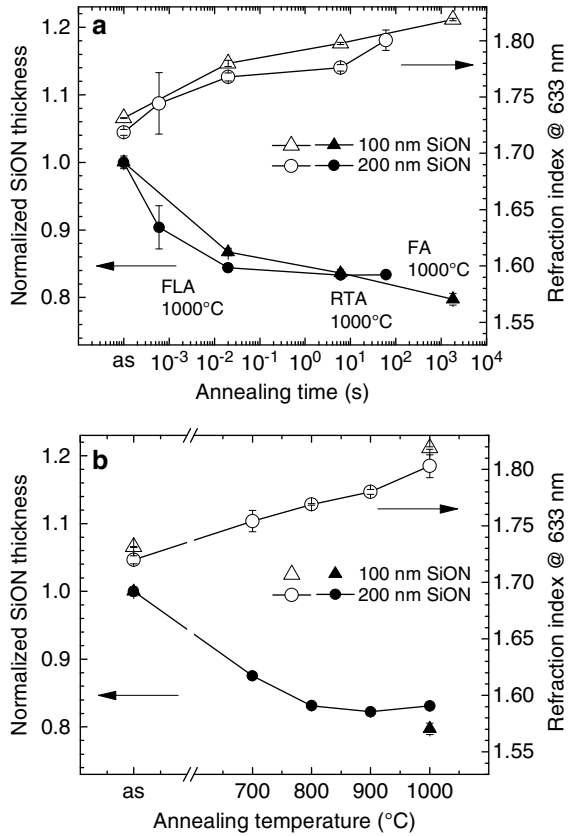 a
1.2
1.1
1.0
0.9
0.8
Normalized SiON thickness
1.80
1.75
1.70
1.65
1.60
1.55
Refraction index @ 633 nm
100 nm SiON
200 nm SiON
FLA
1000°C
RTA
1000°C
FA
1000°C
as 10⁻³ 10⁻² 10⁻¹ 10⁰ 10¹ 10² 10³ 10⁴
Annealing time (s)
b
1.2
1.1
1.0
0.9
0.8
Normalized SiON thickness
1.80
1.75
1.70
1.65
1.60
1.55
Refraction index @ 633 nm
100 nm SiON
200 nm SiON
as 700 800 900 1000
Annealing temperature (°C)